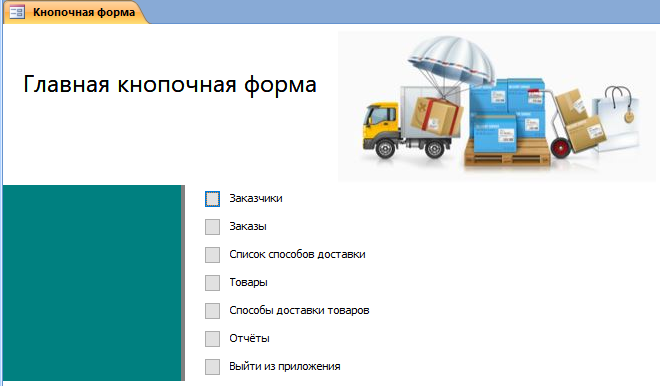 Кнопочная форма
Главная кнопочная форма
Заказчики
Заказы
Список способов доставки
Товары
Способы доставки товаров
Отчёты
Выйти из приложения